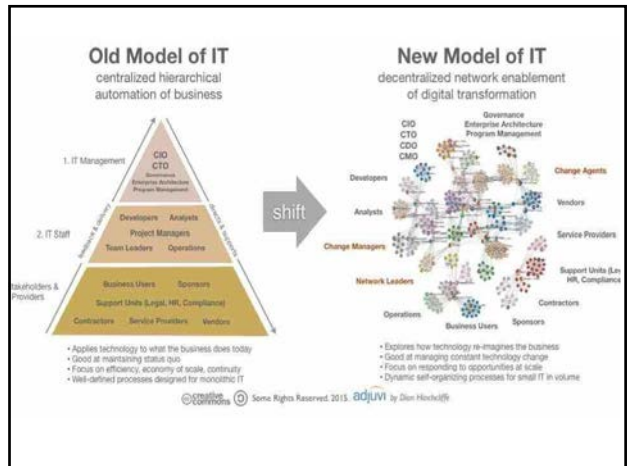 Old Model of IT
centralized hierarchical
automation of business
1. IT Management
CIO
CTO
Governance
Enterprise Architecture
Program Management
feedback & delivery
directs & supports
2. IT Staff
Developers Analysts
Project Managers
Team Leaders Operations
takeholders &
Providers
Business Users Sponsors
Support Units (Legal, HR, Compliance)
Contractors Service Providers Vendors
• Applies technology to what the business does today
• Good at maintaining status quo
• Focus on efficiency, economy of scale, continuity
• Well-defined processes designed for monolithic IT
shift
New Model of IT
decentralized network enablement
of digital transformation
CIO
CTO
CDO
CMO
Governance
Enterprise Architecture
Program Management
Developers
Change Agents
Analysts
Vendors
Change Managers
Service Providers
Network Leaders
Support Units (Leg
HR, Compliance
Operations
Contractors
Business Users
Sponsors
• Explores how technology re-imagines the business
• Good at managing constant technology change
• Focus on responding to opportunities at scale
• Dynamic self-organizing processes for small IT in volume
creative commons Some Rights Reserved. 2015. adjuvi by Dion Hinchcliffe